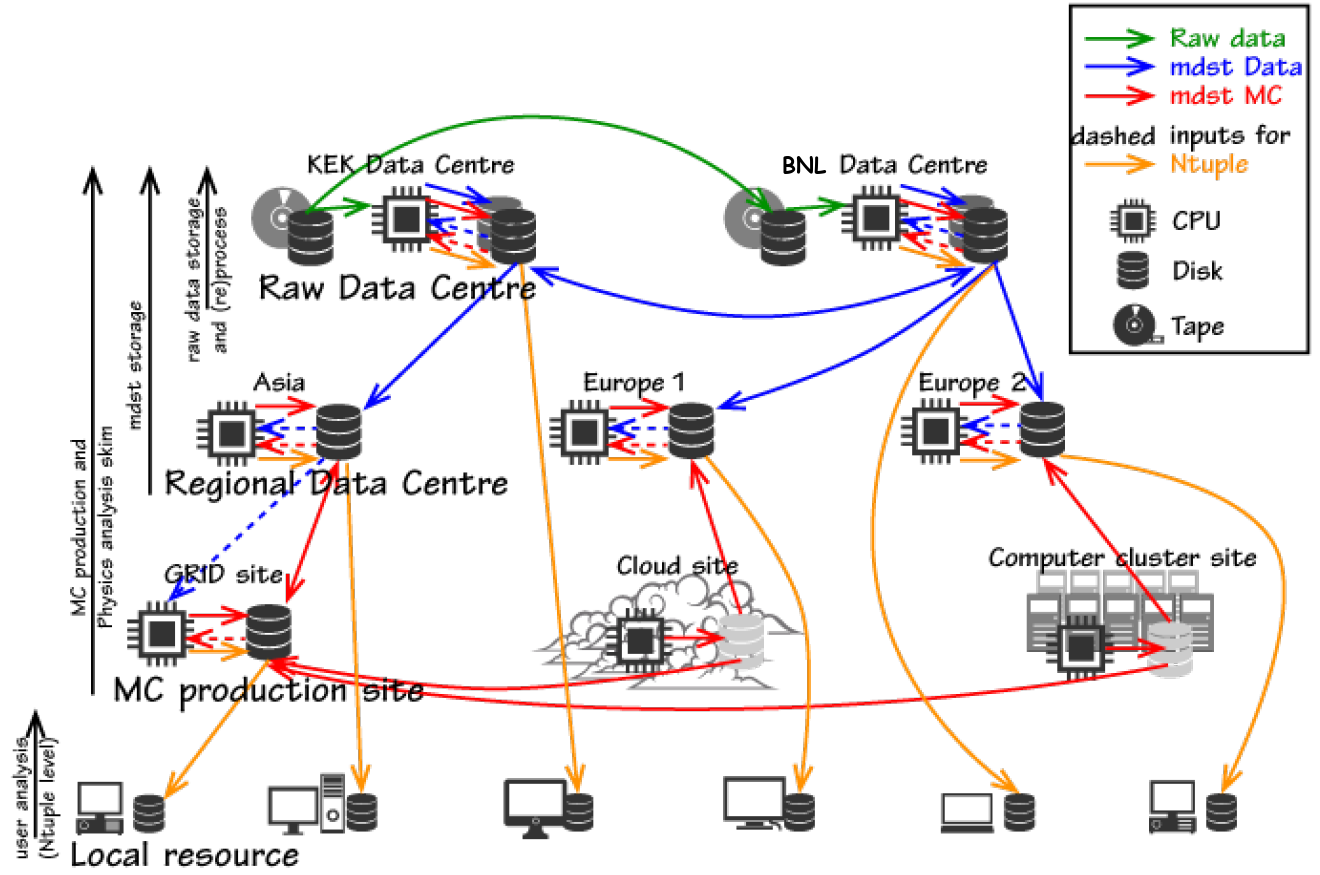 Raw data
mdst Data
mdst MC
dashed inputs for
Ntuple
CPU
Disk
Tape
KEK Data Centre
BNL Data Centre
Raw Data Centre
raw data storage
and (re)process
mdst storage
MC production and
Physics analysis skim
Asia
Europe 1
Europe 2
Regional Data Centre
GRID site
Cloud site
Computer cluster site
MC production site
user analysis
(Ntuple level)
Local resource